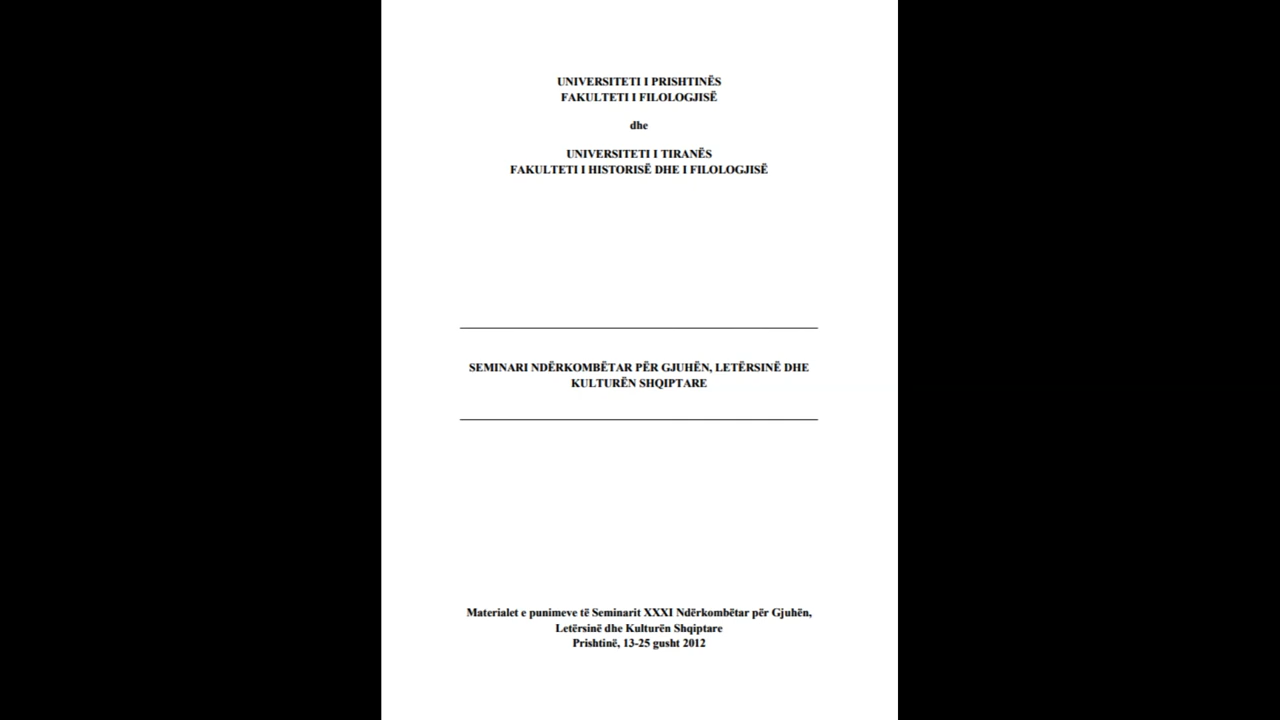 UNIVERSITETI I PRISHTINËS
FAKULTETI I FILOLOGJISË
dhe
UNIVERSITETI I TIRANËS
FAKULTETI I HISTORISË DHE I FILOLOGJISË
SEMINARI NDËRKOMBËTAR PËR GJUHËN, LETËRSINË DHE
KULTURËN SHQIPTARE
Materialet e punimeve të Seminarit XXXI Ndërkombëtar për Gjuhën,
Letërsinë dhe Kulturën Shqiptare
Prishtinë, 13-25 gusht 2012